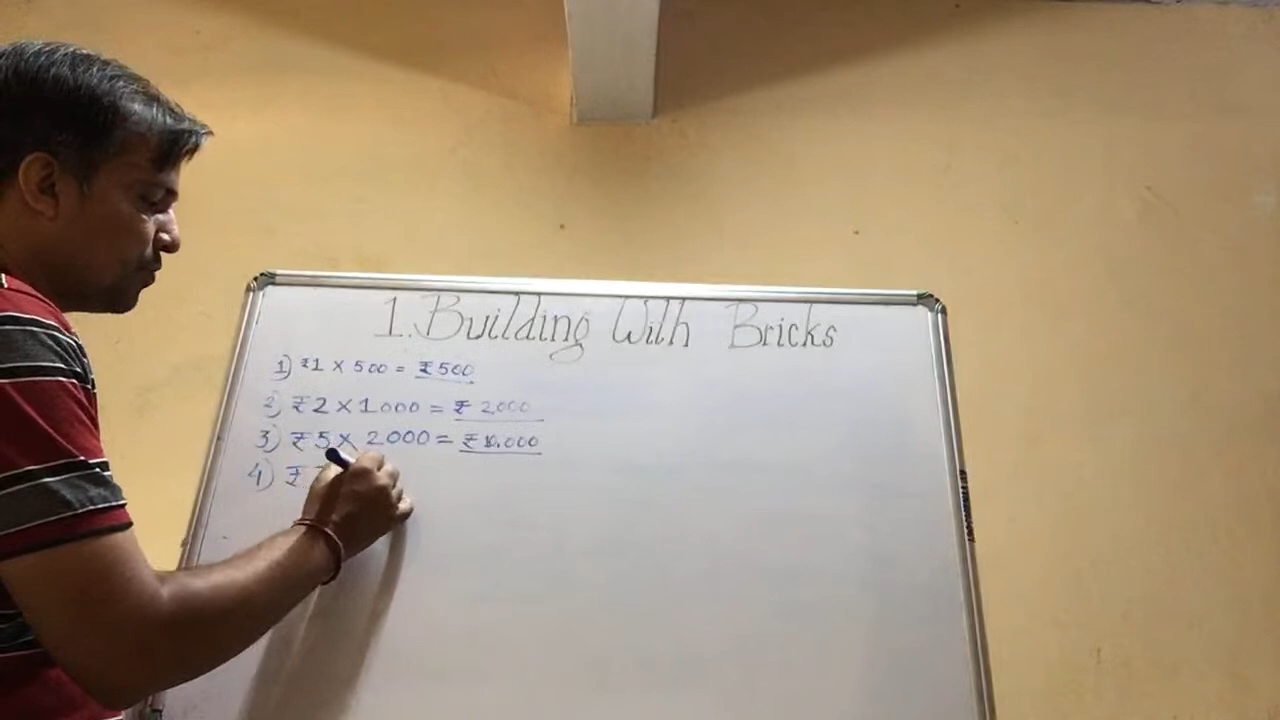 1. Building With Bricks
1) ₹1 × 500 = ₹500
2) ₹2 × 1000 = ₹ 2,000
3) ₹5 × 2000 = ₹10,000
4) ₹